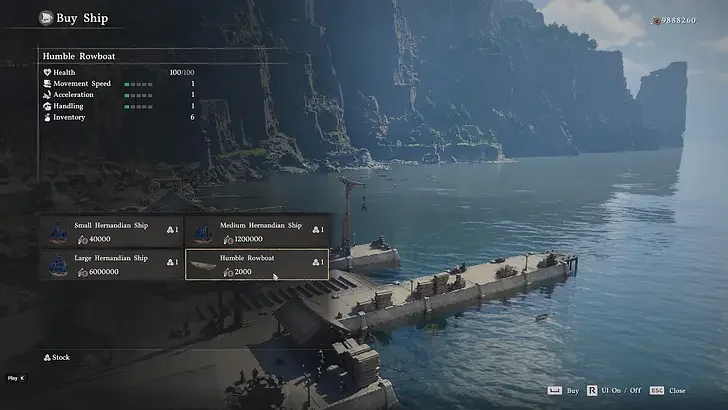 Buy Ship
9888260
Humble Rowboat
Health 100/100
Movement Speed 1
Acceleration 1
Handling 1
Inventory 6
Small Hernandian Ship 1
40000
Medium Hernandian Ship 1
1200000
Large Hernandian Ship 1
6000000
Humble Rowboat 1
2000
Stock
Play K
Buy R UI On / Off ESC Close